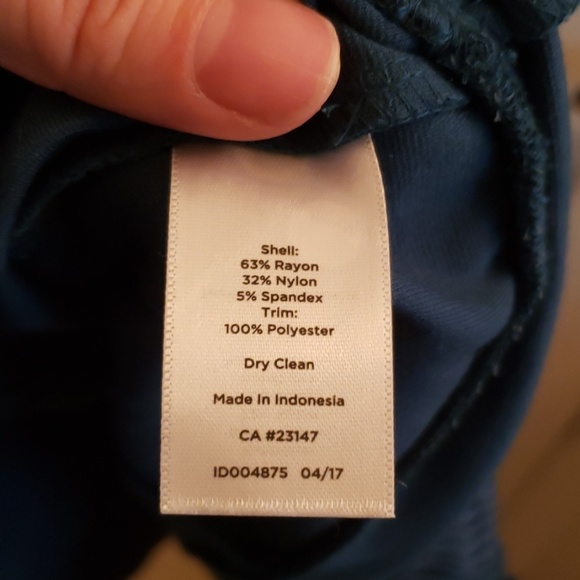 Shell:
63% Rayon
32% Nylon
5% Spandex
Trim:
100% Polyester
Dry Clean
Made In Indonesia
CA #23147
ID004875 04/17